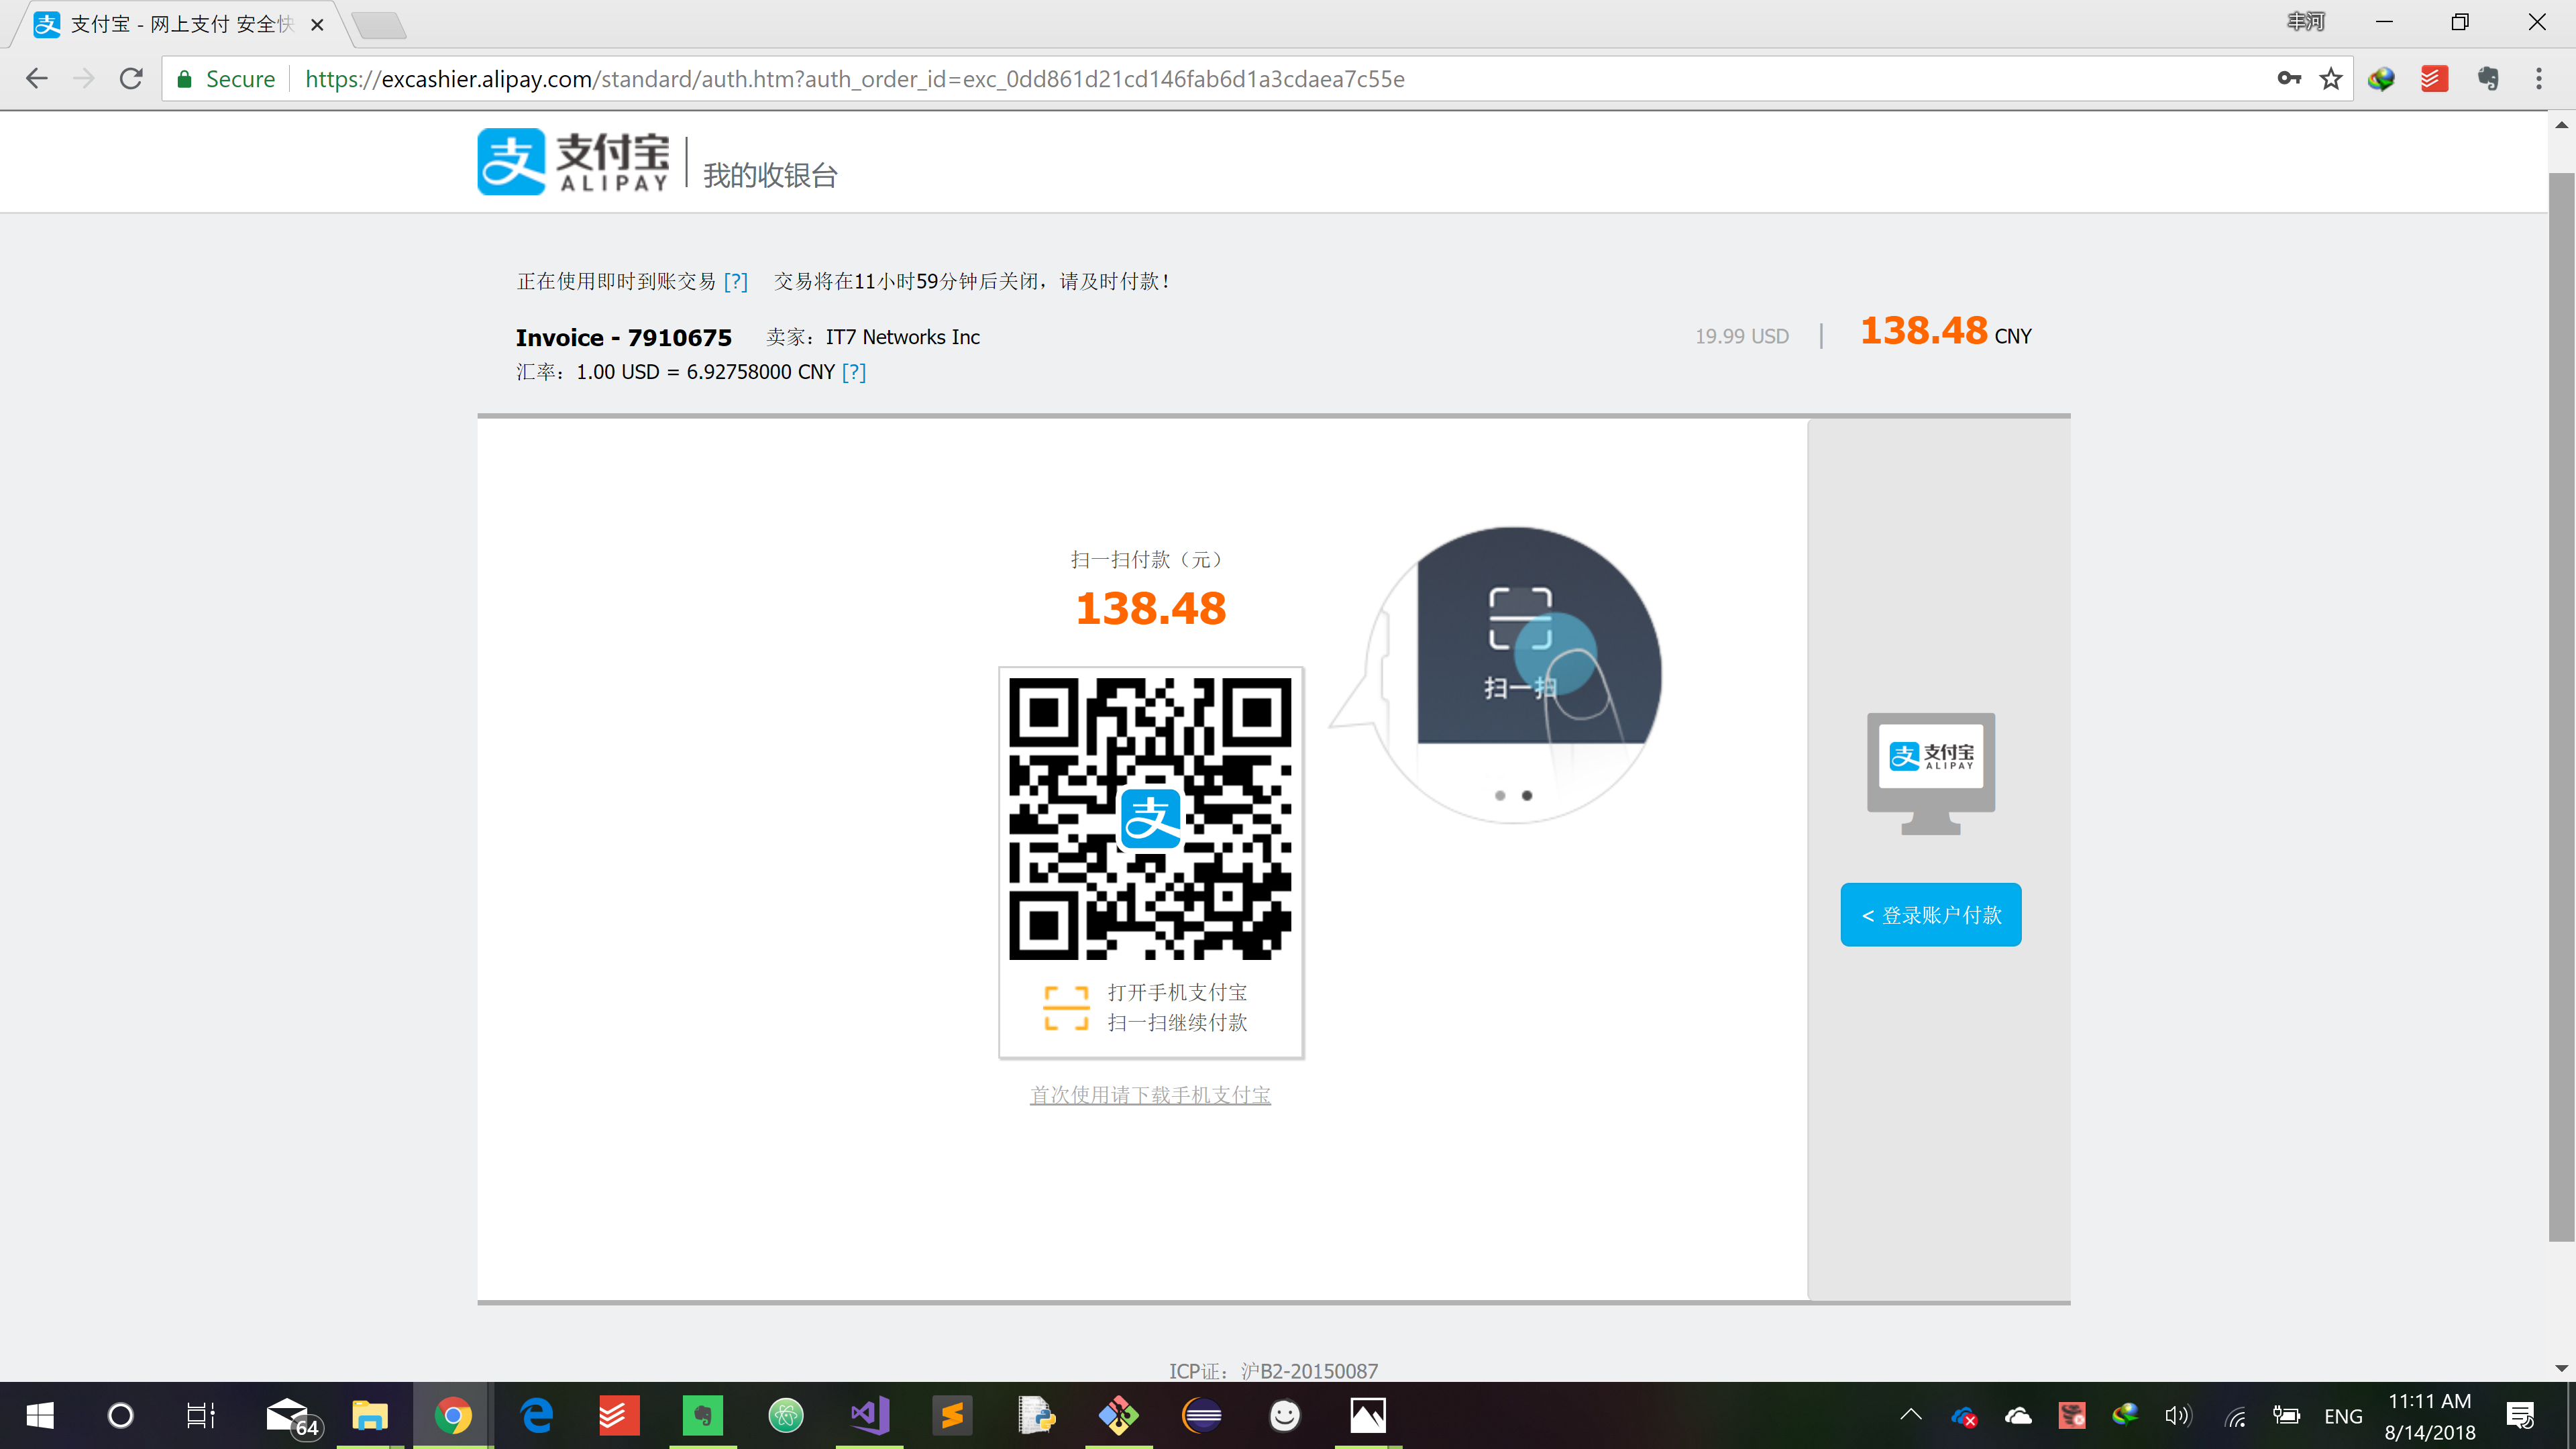 支付宝 - 网上支付 安全快
丰河
Secure
https://excashier.alipay.com/standard/auth.htm?auth_order_id=exc_0dd861d21cd146fab6d1a3cdaea7c55e
支付宝
ALIPAY
我的收银台
正在使用即时到账交易 [?] 交易将在11小时59分钟后关闭，请及时付款！
Invoice - 7910675 卖家：IT7 Networks Inc 19.99 USD | 138.48 CNY
汇率：1.00 USD = 6.92758000 CNY [?]
扫一扫付款（元）
138.48
扫一扫
支付宝
ALIPAY
< 登录账户付款
打开手机支付宝
扫一扫继续付款
首次使用请下载手机支付宝
ICP证：沪B2-20150087
64
ENG
11:11 AM
8/14/2018